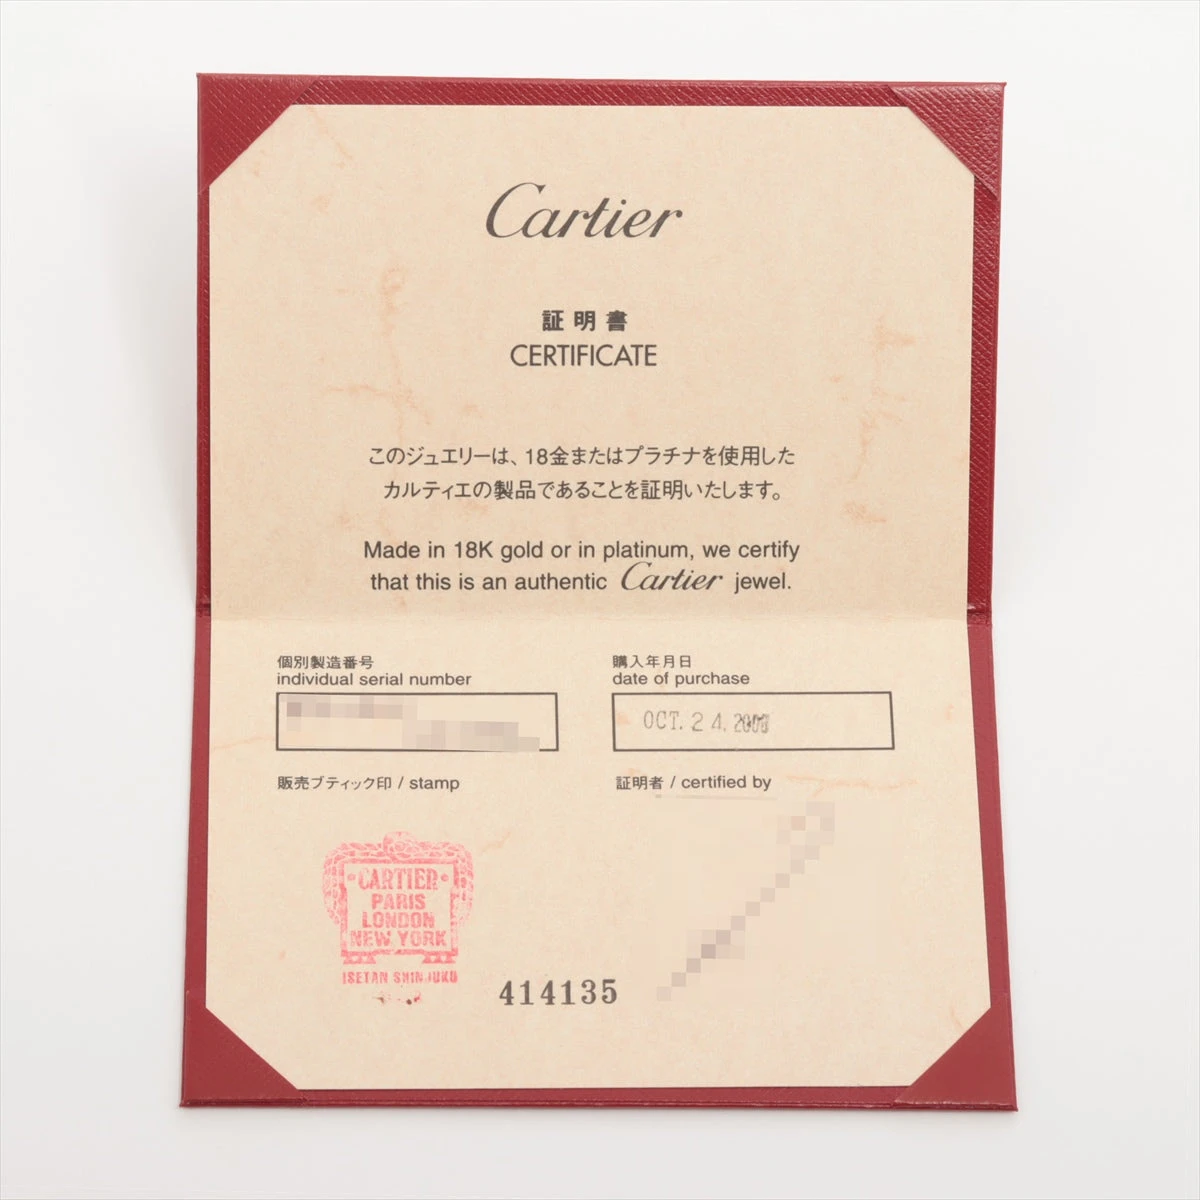 Cartier
証明書
CERTIFICATE
このジュエリーは、18金またはプラチナを使用した
カルティエの製品であることを証明いたします。
Made in 18K gold or in platinum, we certify
that this is an authentic Cartier jewel.
個別製造番号
individual serial number
購入年月日
date of purchase
OCT. 24.
販売ブティック印 / stamp
証明者 / certified by
CARTIER
PARIS
LONDON
NEW YORK
ISETAN SHINJUKU
414135